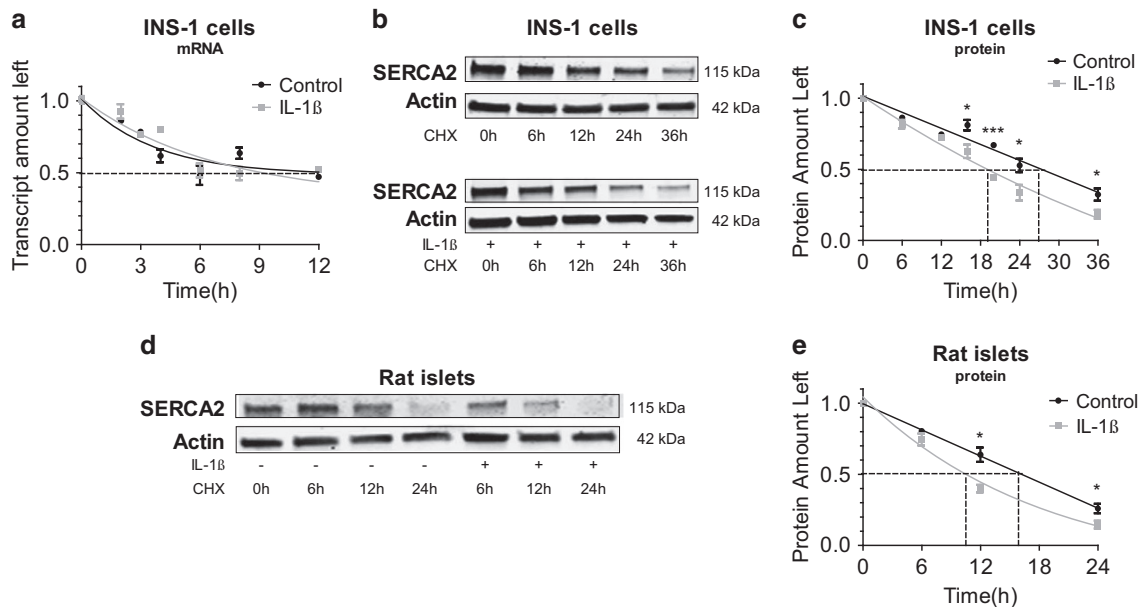 a
INS-1 cells
mRNA
Transcript amount left
1.0
0.5
0.0
0 3 6 9 12
Time(h)
Control
IL-1ß
b
INS-1 cells
SERCA2 115 kDa
Actin 42 kDa
CHX 0h 6h 12h 24h 36h
SERCA2 115 kDa
Actin 42 kDa
IL-1ß + + + + +
CHX 0h 6h 12h 24h 36h
c
INS-1 cells
protein
Protein Amount Left
1.0
0.5
0.0
0 6 12 18 24 30 36
Time(h)
Control
IL-1ß
* *** * *
d
Rat islets
SERCA2 115 kDa
Actin 42 kDa
IL-1ß - - - - + + +
CHX 0h 6h 12h 24h 6h 12h 24h
e
Rat islets
protein
Protein Amount Left
1.0
0.5
0.0
0 6 12 18 24
Time(h)
Control
IL-1ß
* *